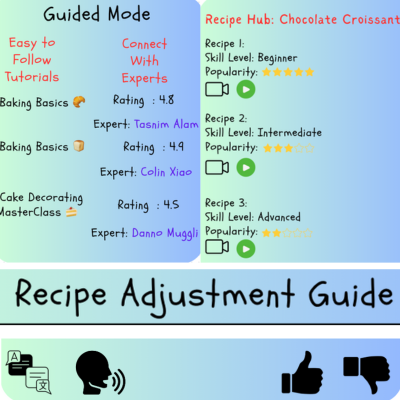 Guided Mode
Easy to
Follow
Tutorials
Connect
With
Experts
Baking Basics
Rating : 4.8
Expert: Tasnim Alam
Baking Basics
Rating : 4.9
Expert: Colin Xiao
Cake Decorating
MasterClass
Rating : 4.5
Expert: Danno Muggli
Recipe Hub: Chocolate Croissant
Recipe 1:
Skill Level: Beginner
Popularity:
Recipe 2:
Skill Level: Intermediate
Popularity:
Recipe 3:
Skill Level: Advanced
Popularity:
Recipe Adjustment Guide
A
文